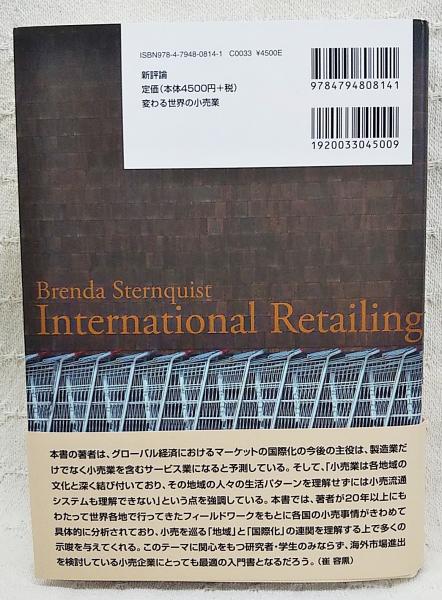 ISBN978-4-7948-0814-1 C0033 ¥4500E
新評論
定価(本体4500円+税)
変わる世界の小売業
9784794808141
1920033045009
Brenda Sternquist
International Retailing
本書の著者は、グローバル経済におけるマーケットの国際化の今後の主役は、製造業だけ
でなく小売業を含むサービス業になると予測している。そして、「小売業は各地域の
文化と深く結び付いており、その地域の人々の生活パターンを理解せずには小売流通
システムも理解できない」という点を強調している。本書では、著者が20年以上にも
わたって世界各地で行ってきたフィールドワークをもとに各国の小売事情がきわめて
具体的に分析されており、小売を巡る「地域」と「国際化」の連関を理解する上で多くの
示唆を与えてくれる。このテーマに関心をもつ研究者・学生のみならず、海外市場進出
を検討している小売企業にとっても最適の入門書となるだろう。(崔 容熏)